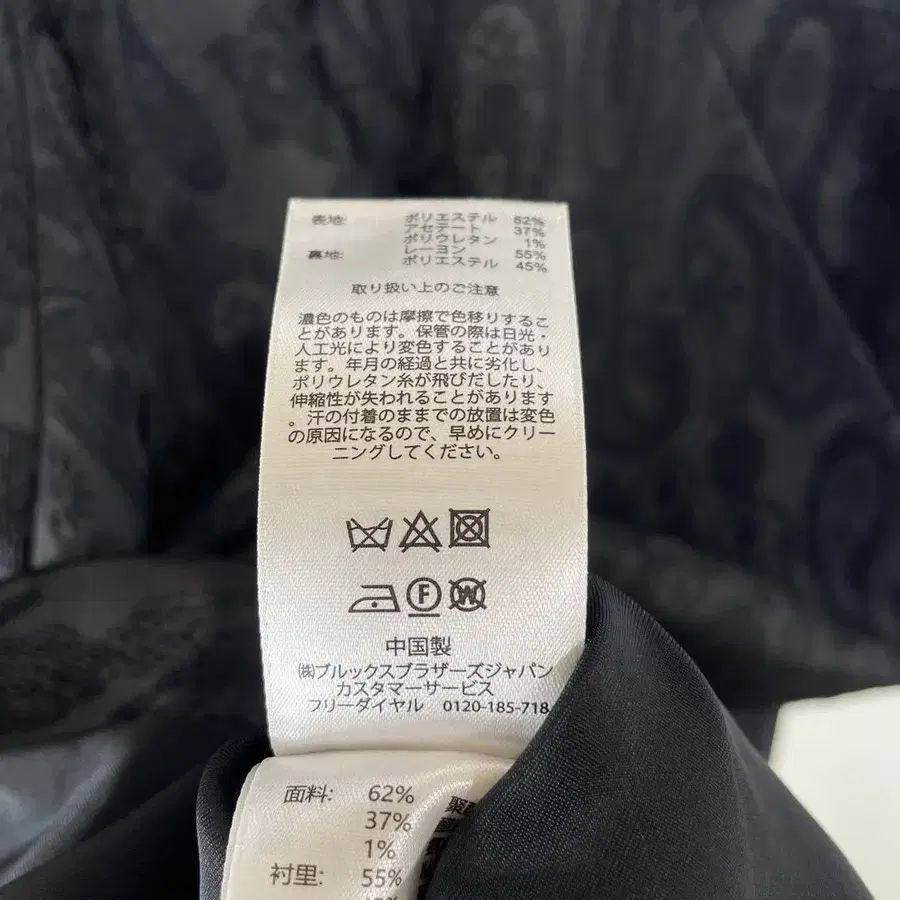 表地: ポリエステル 62%
アセテート 37%
ポリウレタン 1%
裏地: レーヨン 55%
ポリエステル 45%
取り扱い上のご注意
濃色のものは摩擦で色移りするこ
とがあります。保管の際は日光・
人工光により変色することがあり
ます。年月の経過と共に劣化し、
ポリウレタン糸が飛びだしたり、
伸縮性が失われることがあります
。汗の付着のままでの放置は変色
の原因になるので、早めにクリー
ニングしてください。
F W
中国製
㈱ブルックスブラザーズジャパン
カスタマーサービス
フリーダイヤル 0120-185-718
面料: 62%
37%
1%
衬里: 55%